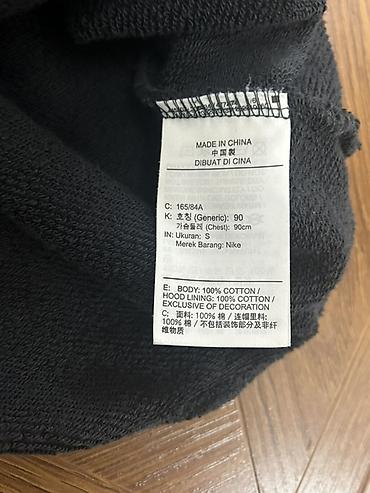 MADE IN CHINA
中国製
DIBUAT DI CINA
C: 165/84A
K: 호칭 (Generic): 90
가슴둘레 (Chest): 90cm
IN: Ukuran: S
Merek Barang: Nike
E: BODY: 100% COTTON /
HOOD LINING: 100% COTTON /
EXCLUSIVE OF DECORATION
C: 面料: 100% 棉 / 连帽里料:
100% 棉 / 不包括装饰部分及非纤
维物质